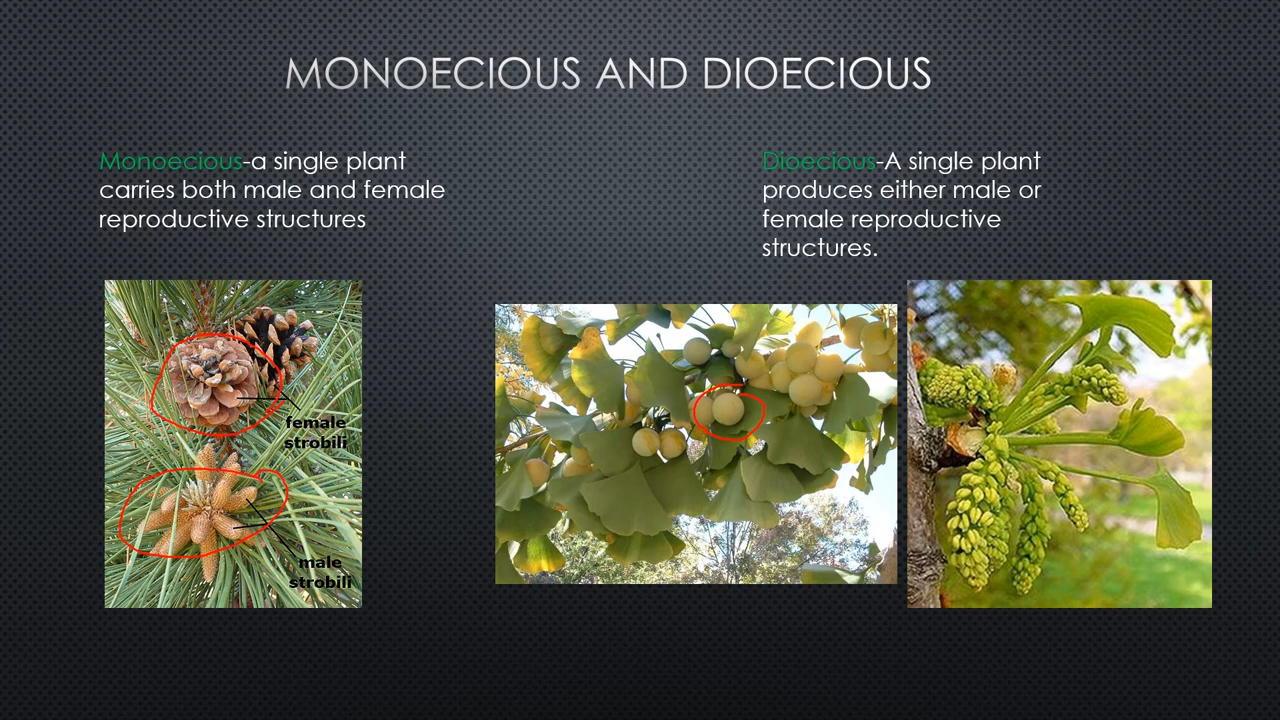 MONOECIOUS AND DIOECIOUS
Monoecious-a single plant
carries both male and female
reproductive structures
Dioecious-A single plant
produces either male or
female reproductive
structures.
female
strobili
male
strobili